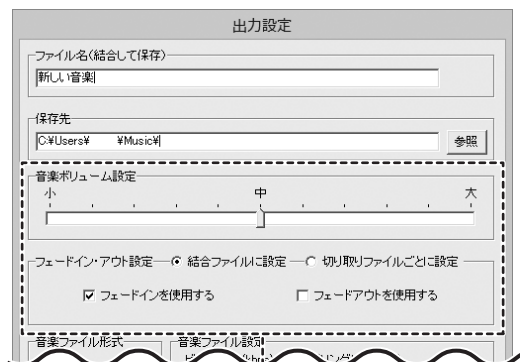 出力設定
ファイル名(結合して保存)
新しい音楽
保存先
C:¥Users¥ ¥Music¥
参照
音楽ボリューム設定
小 中 大
フェードイン・アウト設定 結合ファイルに設定 切り取りファイルごとに設定
フェードインを使用する フェードアウトを使用する
音楽ファイル形式 音楽ファイル設定